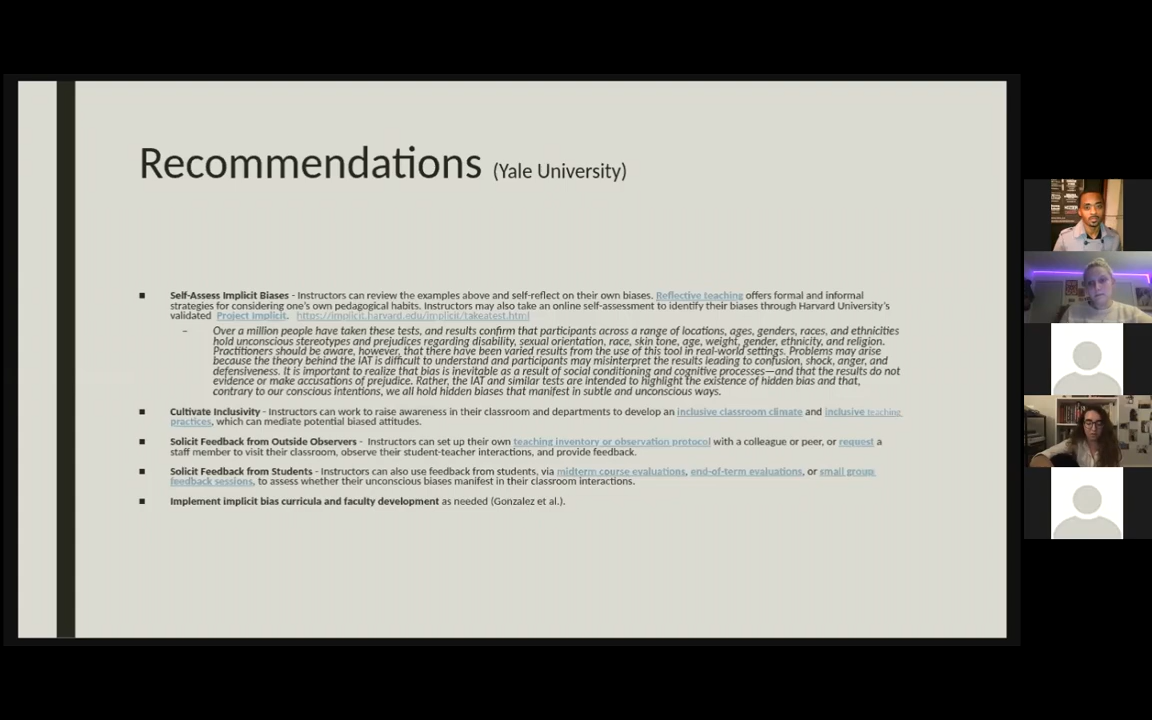 Recommendations (Yale University)
■ Self-Assess Implicit Biases - Instructors can review the examples above and self-reflect on their own biases. Reflective teaching offers formal and informal
strategies for considering one's own pedagogical habits. Instructors may also take an online self-assessment to identify their biases through Harvard University's
validated Project Implicit. https://implicit.harvard.edu/implicit/takeatest.html
– Over a million people have taken these tests, and results confirm that participants across a range of locations, ages, genders, races, and ethnicities
hold unconscious stereotypes and prejudices regarding disability, sexual orientation, race, skin tone, age, weight, gender, ethnicity, and religion.
Practitioners should be aware, however, that there have been varied results from the use of this tool in real-world settings. Problems may arise
because the theory behind the IAT is difficult to understand and participants may misinterpret the results leading to confusion, shock, anger, and
defensiveness. It is important to realize that bias is inevitable as a result of social conditioning and cognitive processes—and that the results do not
evidence or make accusations of prejudice. Rather, the IAT and similar tests are intended to highlight the existence of hidden bias and that,
contrary to our conscious intentions, we all hold hidden biases that manifest in subtle and unconscious ways.
■ Cultivate Inclusivity - Instructors can work to raise awareness in their classroom and departments to develop an inclusive classroom climate and inclusive teaching
practices, which can mediate potential biased attitudes.
■ Solicit Feedback from Outside Observers - Instructors can set up their own teaching inventory or observation protocol with a colleague or peer, or request a
staff member to visit their classroom, observe their student-teacher interactions, and provide feedback.
■ Solicit Feedback from Students - Instructors can also use feedback from students, via midterm course evaluations, end-of-term evaluations, or small group
feedback sessions, to assess whether their unconscious biases manifest in their classroom interactions.
■ Implement implicit bias curricula and faculty development as needed (Gonzalez et al.).